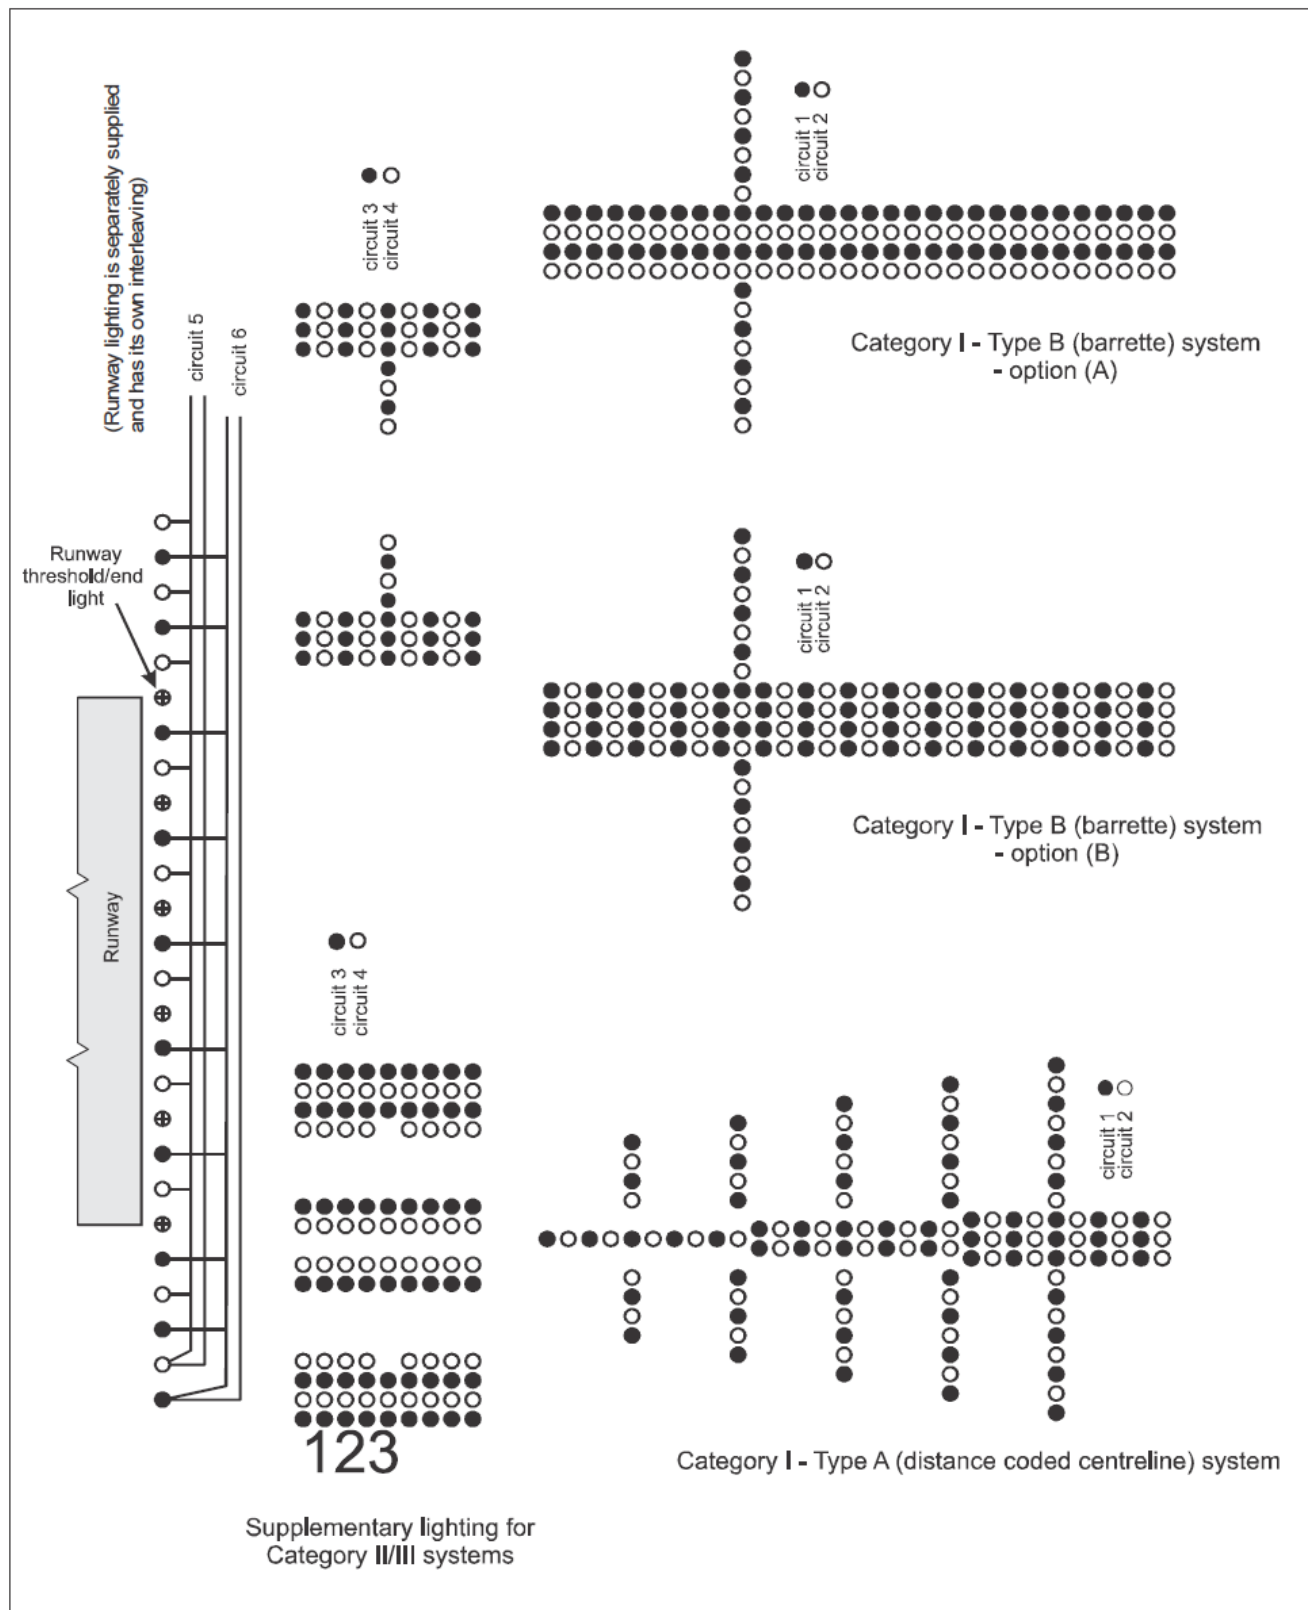 (Runway lighting is separately supplied
and has its own interleaving)
circuit 5
circuit 6
circuit 3
circuit 4
circuit 1
circuit 2
Category I - Type B (barrette) system
- option (A)
Runway
threshold/end
light
circuit 1
circuit 2
Category I - Type B (barrette) system
- option (B)
Runway
circuit 3
circuit 4
circuit 1
circuit 2
123
Category I - Type A (distance coded centreline) system
Supplementary lighting for
Category II/III systems